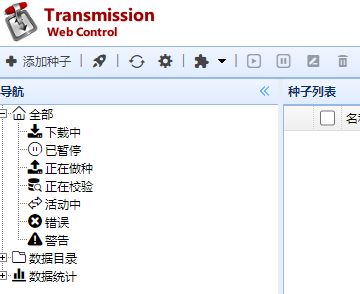 Transmission
Web Control
添加种子
导航
种子列表
全部
名
下载中
已暂停
正在做种
正在校验
活动中
错误
警告
数据目录
数据统计